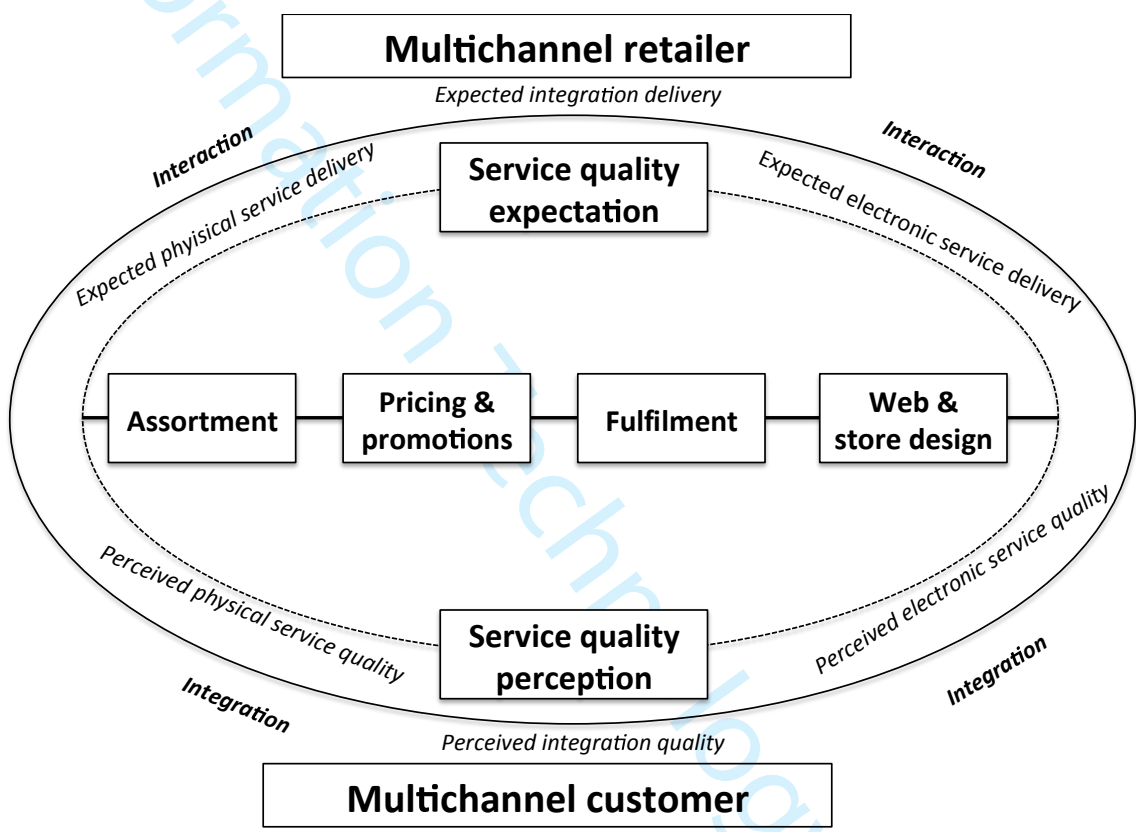 Multichannel retailer
Expected integration delivery
Interaction
Interaction
Expected phyisical service delivery
Service quality
expectation
Expected electronic service delivery
Assortment
Pricing &
promotions
Fulfilment
Web &
store design
Perceived physical service quality
Service quality
perception
Perceived electronic service quality
Integration
Integration
Perceived integration quality
Multichannel customer